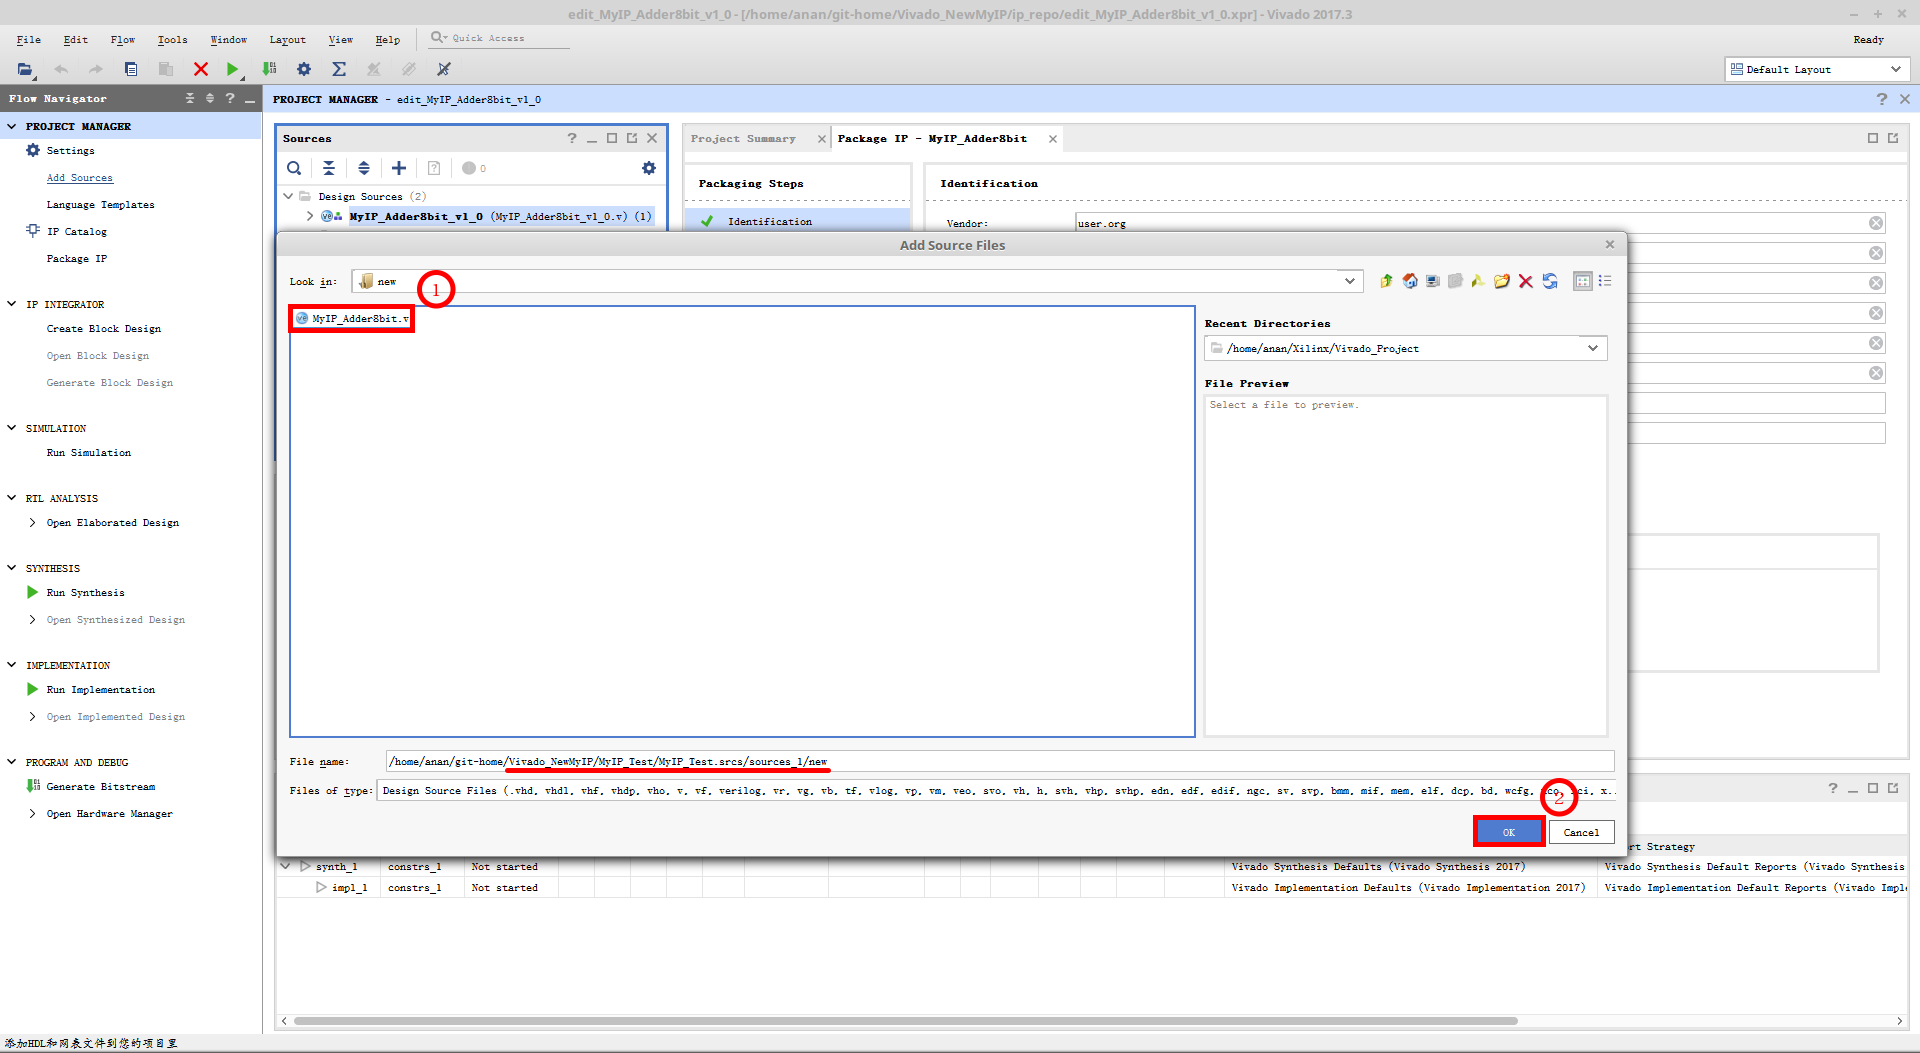 edit_MyIP_Adder8bit_v1_0 - [/home/anan/git-home/Vivado_NewMyIP/ip_repo/edit_MyIP_Adder8bit_v1_0.xpr] - Vivado 2017.3
File Edit Flow Tools Window Layout View Help Quick Access Ready
Default Layout
Flow Navigator
PROJECT MANAGER - edit_MyIP_Adder8bit_v1_0
PROJECT MANAGER
Settings
Add Sources
Language Templates
IP Catalog
Package IP
IP INTEGRATOR
Create Block Design
Open Block Design
Generate Block Design
SIMULATION
Run Simulation
RTL ANALYSIS
Open Elaborated Design
SYNTHESIS
Run Synthesis
Open Synthesized Design
IMPLEMENTATION
Run Implementation
Open Implemented Design
PROGRAM AND DEBUG
Generate Bitstream
Open Hardware Manager
Sources
0
Design Sources (2)
MyIP_Adder8bit_v1_0 (MyIP_Adder8bit_v1_0.v) (1)
Project Summary
Package IP - MyIP_Adder8bit
Packaging Steps
Identification
Identification
Vendor: user.org
Add Source Files
Look in: new
1
MyIP_Adder8bit.v
Recent Directories
/home/anan/Xilinx/Vivado_Project
File Preview
Select a file to preview.
File name: /home/anan/git-home/Vivado_NewMyIP/MyIP_Test/MyIP_Test.srcs/sources_1/new
Files of type: Design Source Files (.vhd, vhdl, vhf, vhdp, vho, v, vf, verilog, vr, vg, vb, tf, vlog, vp, vm, veo, svo, vh, h, svh, vhp, svhp, edn, edf, edif, ngc, sv, svp, bmm, mif, mem, elf, dcp, bd, wcfg, xco, xci, x..
2
OK Cancel
Strategy
synth_1 constrs_1 Not started Vivado Synthesis Defaults (Vivado Synthesis 2017) Vivado Synthesis Default Reports (Vivado Synthesis
impl_1 constrs_1 Not started Vivado Implementation Defaults (Vivado Implementation 2017) Vivado Implementation Default Reports (Vivado Impl
添加HDL和网表文件到您的项目里